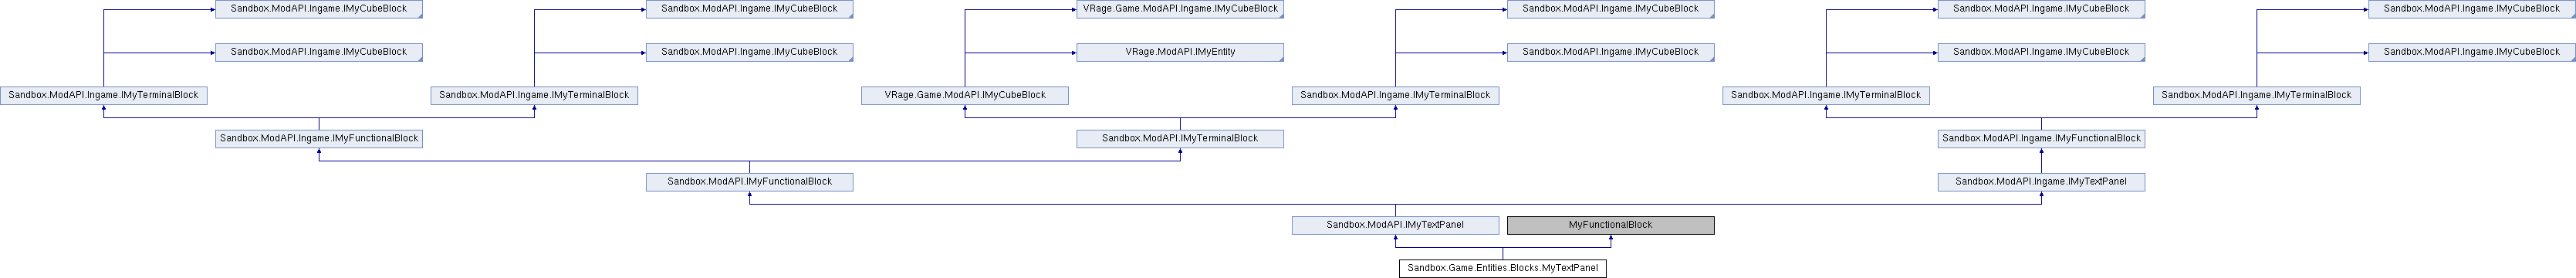 Sandbox.ModAPI.Ingame.IMyCubeBlock
Sandbox.ModAPI.Ingame.IMyCubeBlock
VRage.Game.ModAPI.Ingame.IMyCubeBlock
Sandbox.ModAPI.Ingame.IMyCubeBlock
Sandbox.ModAPI.Ingame.IMyCubeBlock
Sandbox.ModAPI.Ingame.IMyCubeBlock
Sandbox.ModAPI.Ingame.IMyCubeBlock
Sandbox.ModAPI.Ingame.IMyCubeBlock
VRage.ModAPI.IMyEntity
Sandbox.ModAPI.Ingame.IMyCubeBlock
Sandbox.ModAPI.Ingame.IMyCubeBlock
Sandbox.ModAPI.Ingame.IMyCubeBlock
Sandbox.ModAPI.Ingame.IMyTerminalBlock
Sandbox.ModAPI.Ingame.IMyTerminalBlock
VRage.Game.ModAPI.IMyCubeBlock
Sandbox.ModAPI.Ingame.IMyTerminalBlock
Sandbox.ModAPI.Ingame.IMyTerminalBlock
Sandbox.ModAPI.Ingame.IMyTerminalBlock
Sandbox.ModAPI.Ingame.IMyFunctionalBlock
Sandbox.ModAPI.IMyTerminalBlock
Sandbox.ModAPI.Ingame.IMyFunctionalBlock
Sandbox.ModAPI.IMyFunctionalBlock
Sandbox.ModAPI.Ingame.IMyTextPanel
Sandbox.ModAPI.IMyTextPanel
MyFunctionalBlock
Sandbox.Game.Entities.Blocks.MyTextPanel